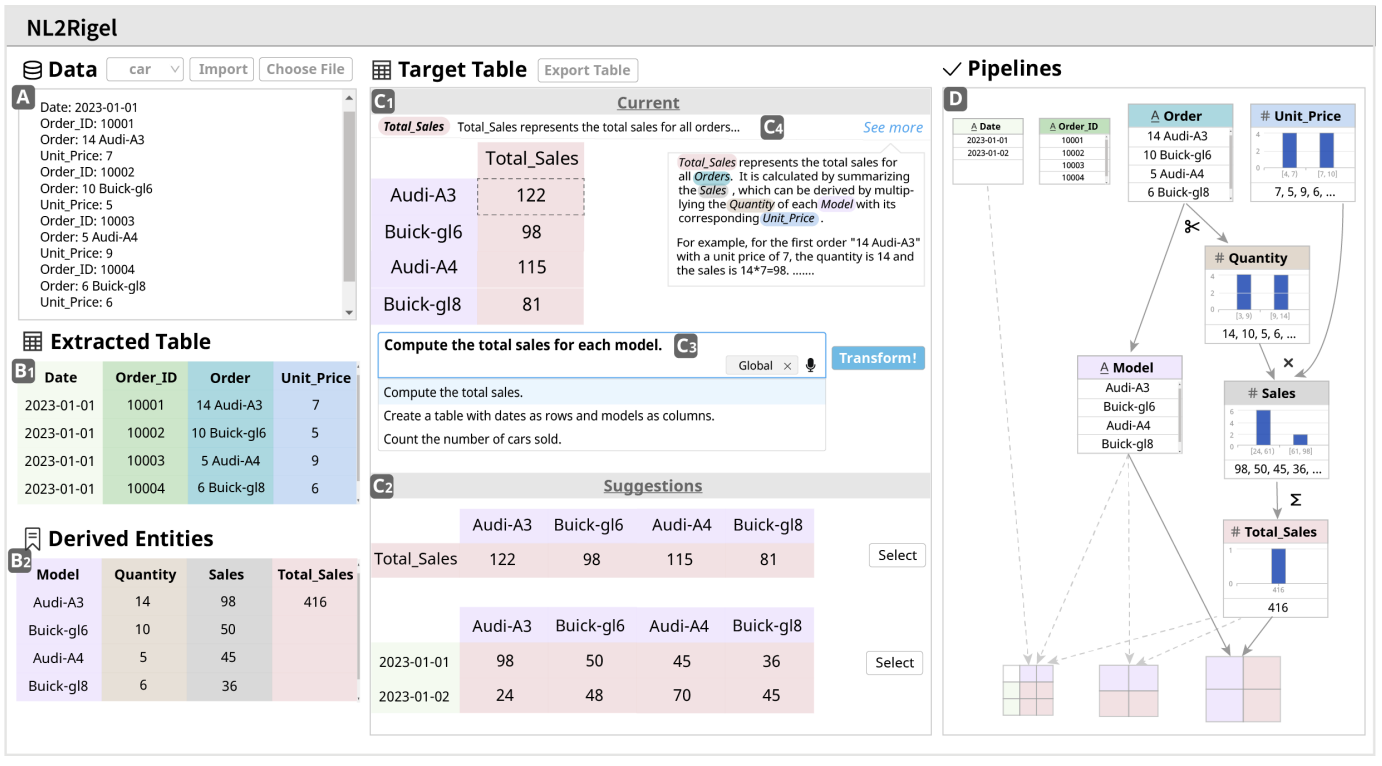 NL2Rigel
Data
car
Import
Choose File
A
Date: 2023-01-01
Order_ID: 10001
Order: 14 Audi-A3
Unit_Price: 7
Order_ID: 10002
Order: 10 Buick-gl6
Unit_Price: 5
Order_ID: 10003
Order: 5 Audi-A4
Unit_Price: 9
Order_ID: 10004
Order: 6 Buick-gl8
Unit_Price: 6
Extracted Table
B1
Date Order_ID Order Unit_Price
2023-01-01 10001 14 Audi-A3 7
2023-01-01 10002 10 Buick-gl6 5
2023-01-01 10003 5 Audi-A4 9
2023-01-01 10004 6 Buick-gl8 6
Derived Entities
B2
Model Quantity Sales Total_Sales
Audi-A3 14 98 416
Buick-gl6 10 50
Audi-A4 5 45
Buick-gl8 6 36
Target Table
Export Table
C1
Current
Total_Sales Total_Sales represents the total sales for all orders...
C4
See more
Total_Sales
Audi-A3 122
Buick-gl6 98
Audi-A4 115
Buick-gl8 81
Total_Sales represents the total sales for
all Orders. It is calculated by summarizing
the Sales , which can be derived by multip-
lying the Quantity of each Model with its
corresponding Unit_Price .
For example, for the first order "14 Audi-A3"
with a unit price of 7, the quantity is 14 and
the sales is 14*7=98. .......
Compute the total sales for each model.
C3
Global ×
Transform!
Compute the total sales.
Create a table with dates as rows and models as columns.
Count the number of cars sold.
C2
Suggestions
Audi-A3 Buick-gl6 Audi-A4 Buick-gl8
Total_Sales 122 98 115 81
Select
Audi-A3 Buick-gl6 Audi-A4 Buick-gl8
2023-01-01 98 50 45 36
2023-01-02 24 48 70 45
Select
Pipelines
D
A Date
2023-01-01
2023-01-02
A Order_ID
10001
10002
10003
10004
A Order
14 Audi-A3
10 Buick-gl6
5 Audi-A4
6 Buick-gl8
# Unit_Price
4
2
0
[4, 7] [7, 10]
7, 5, 9, 6, ...
# Quantity
4
2
0
[3, 9) [9, 14]
14, 10, 5, 6, ...
×
A Model
Audi-A3
Buick-gl6
Audi-A4
Buick-gl8
# Sales
6
4
2
0
[24, 61) [61, 98]
98, 50, 45, 36, ...
Σ
# Total_Sales
1
0
416
416